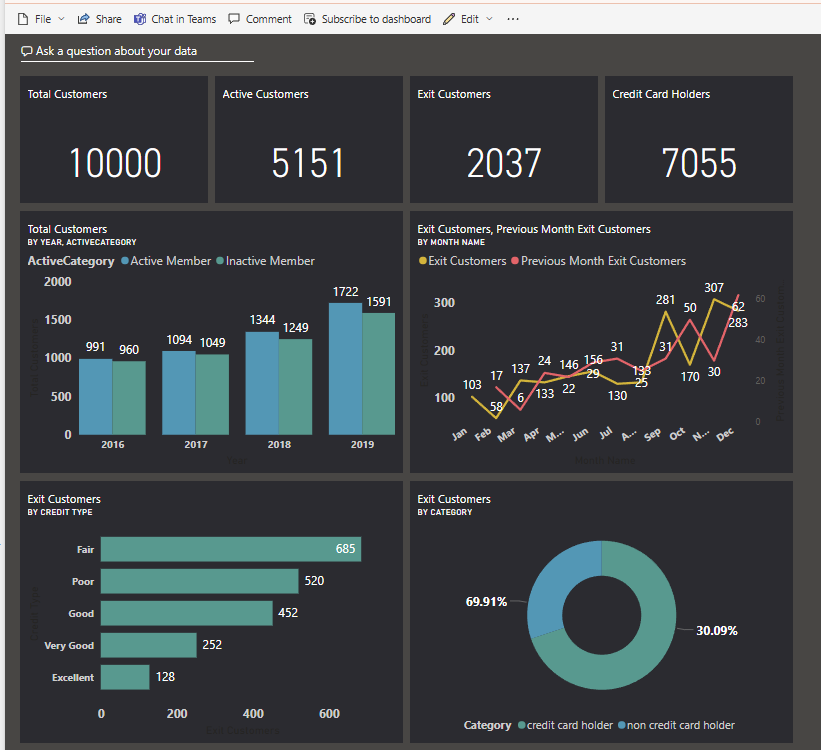 File Share Chat in Teams Comment Subscribe to dashboard Edit ...
Ask a question about your data
Total Customers
10000
Active Customers
5151
Exit Customers
2037
Credit Card Holders
7055
Total Customers
BY YEAR, ACTIVECATEGORY
ActiveCategory Active Member Inactive Member
2000
1500
1000
500
0
991 960 1094 1049 1344 1249 1722 1591
2016 2017 2018 2019
Year
Total Customers
Exit Customers, Previous Month Exit Customers
BY MONTH NAME
Exit Customers Previous Month Exit Customers
300
200
100
103 58 137 133 146 156 130 133 281 170 307 283
17 6 24 22 29 31 25 31 50 30 62
60
40
20
0
Jan Feb Mar Apr M... Jun Jul A... Sep Oct N... Dec
Month Name
Exit Customers
Previous Month Exit Custom...
Exit Customers
BY CREDIT TYPE
Credit Type
Fair 685
Poor 520
Good 452
Very Good 252
Excellent 128
0 200 400 600
Exit Customers
Exit Customers
BY CATEGORY
69.91%
30.09%
Category credit card holder non credit card holder